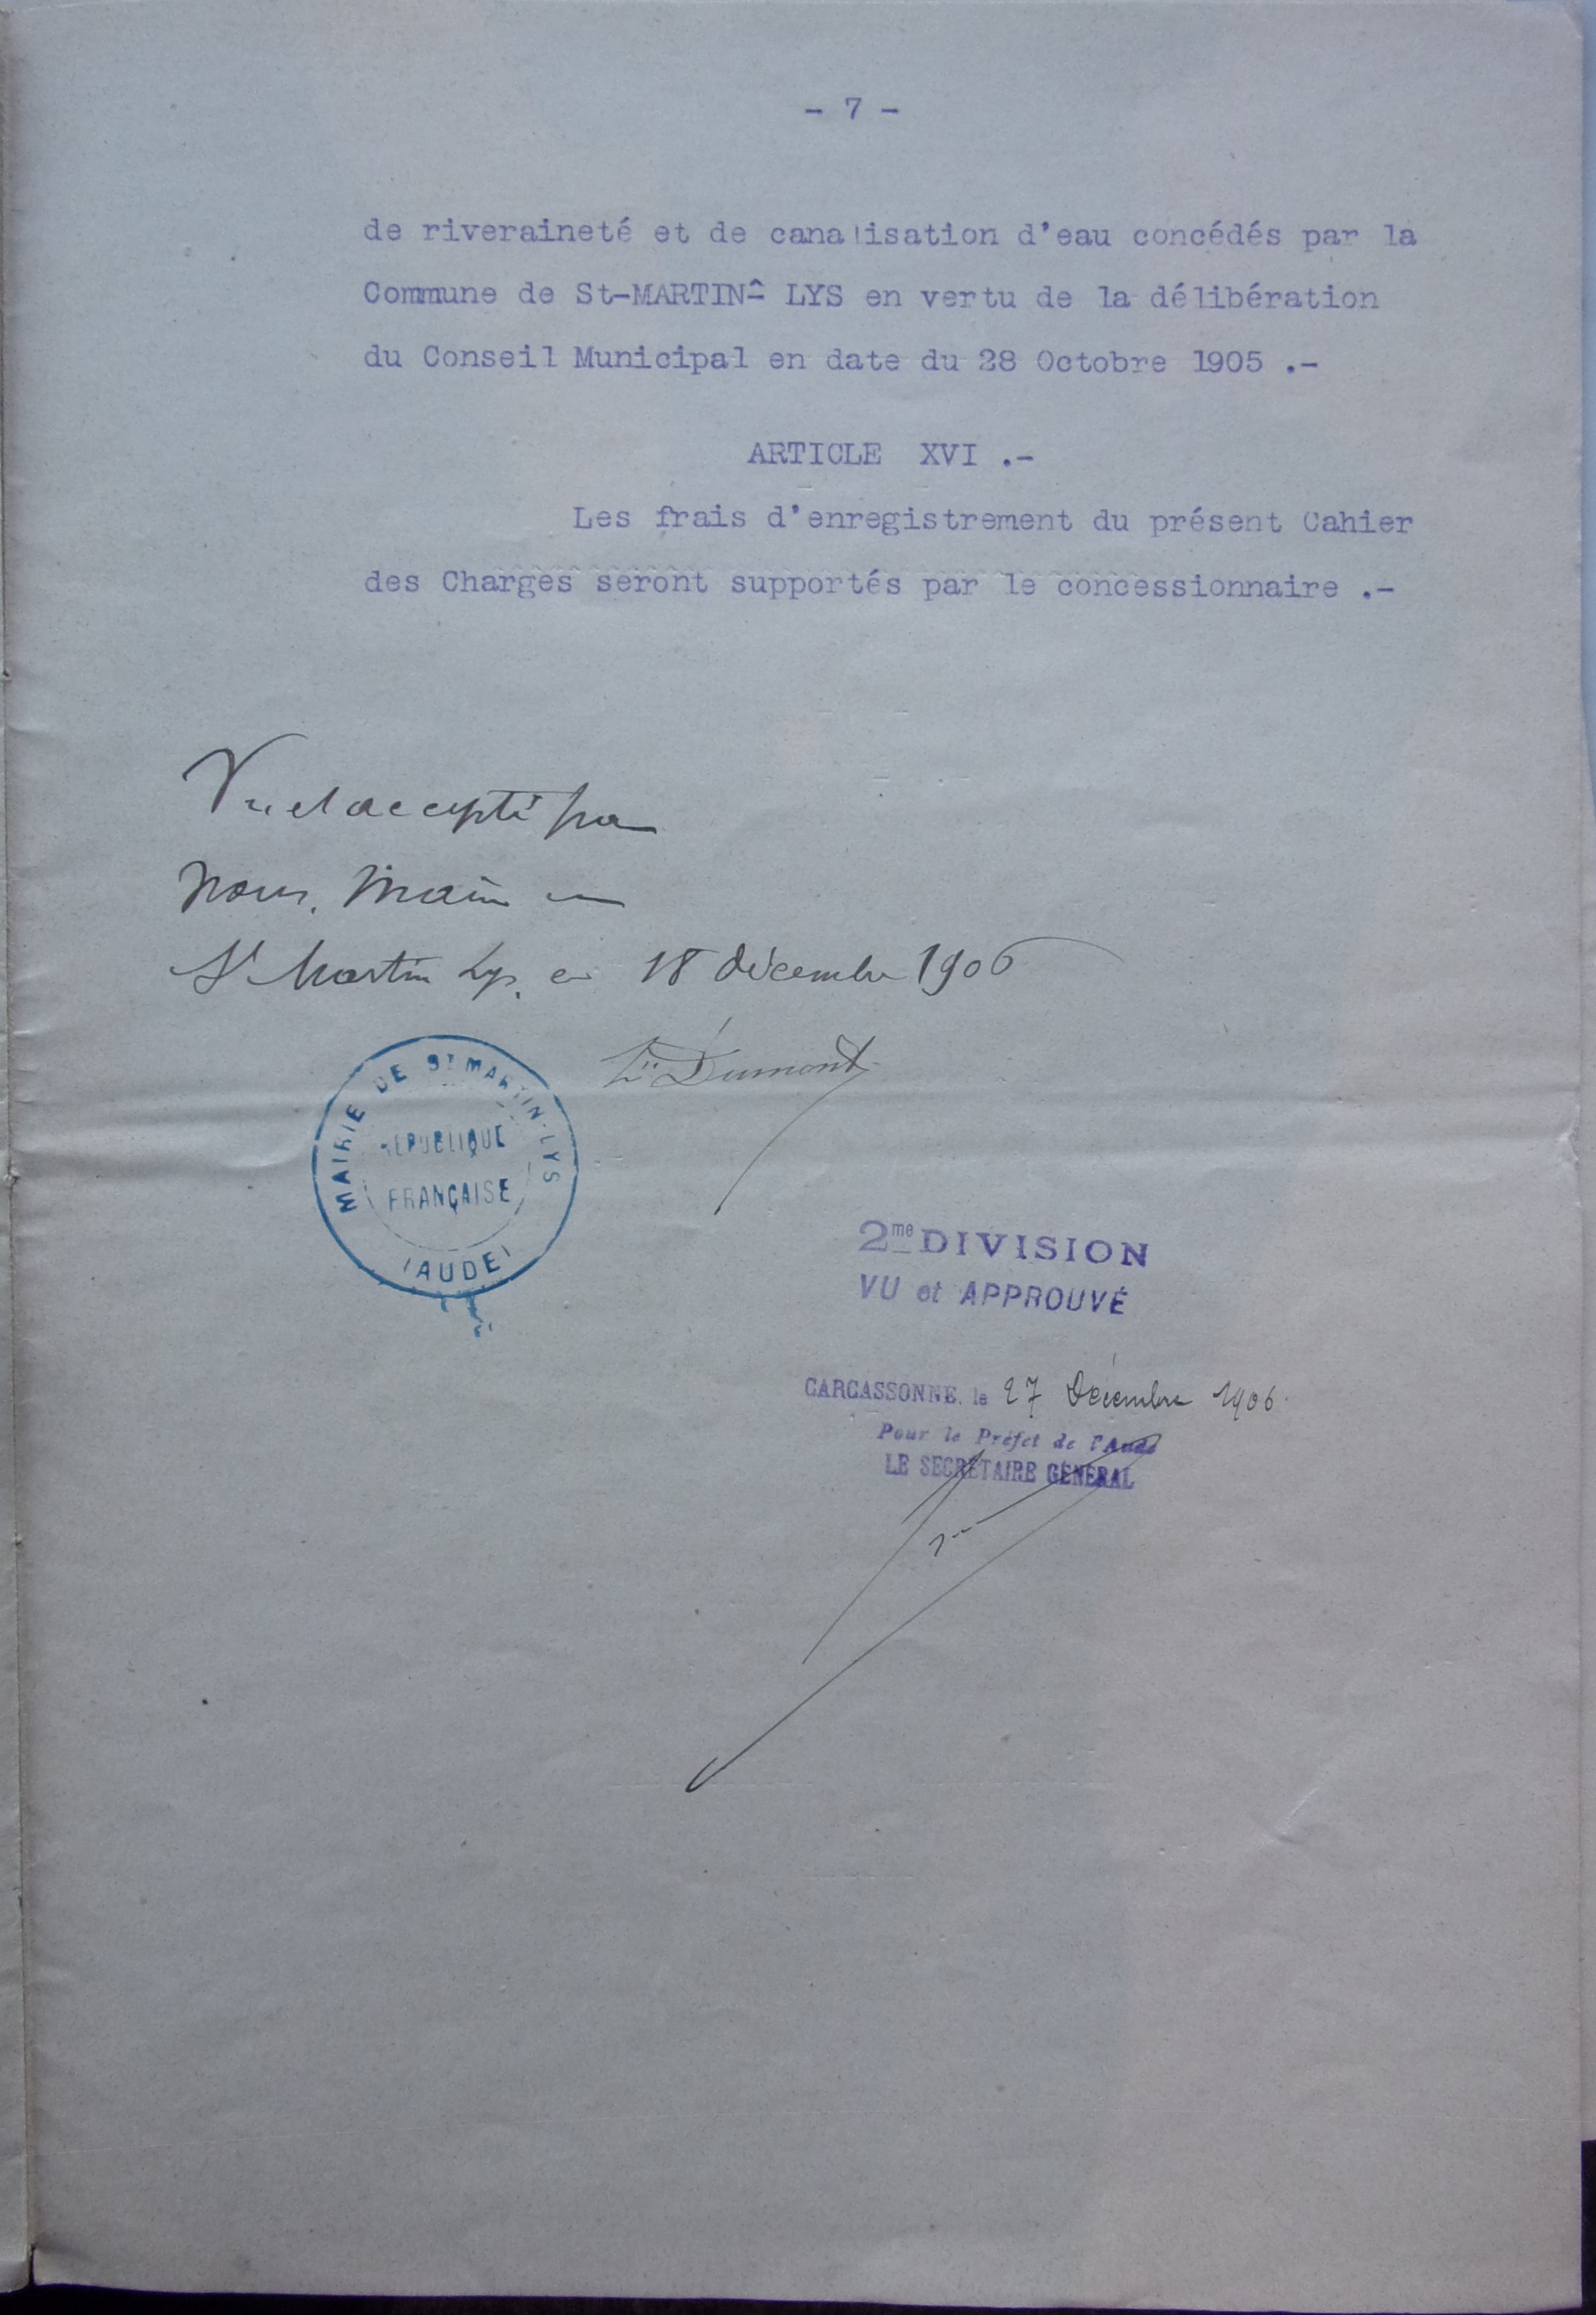 - 7 -
de riveraineté et de canalisation d'eau concédés par la
Commune de St-MARTIN- LYS en vertu de la délibération
du Conseil Municipal en date du 28 Octobre 1905 .-
ARTICLE XVI .-
Les frais d'enregistrement du présent Cahier
des Charges seront supportés par le concessionnaire .-
Vu et accepté par
Nous, Maire
St Martin Lys, 18 décembre 1906
Dumont
MAIRIE DE ST MARTIN-LYS
RÉPUBLIQUE
FRANÇAISE
(AUDE)
2me DIVISION
VU et APPROUVÉ
CARCASSONNE, le 27 Décembre 1906.
Pour le Préfet de l'Aude
LE SECRÉTAIRE GÉNÉRAL